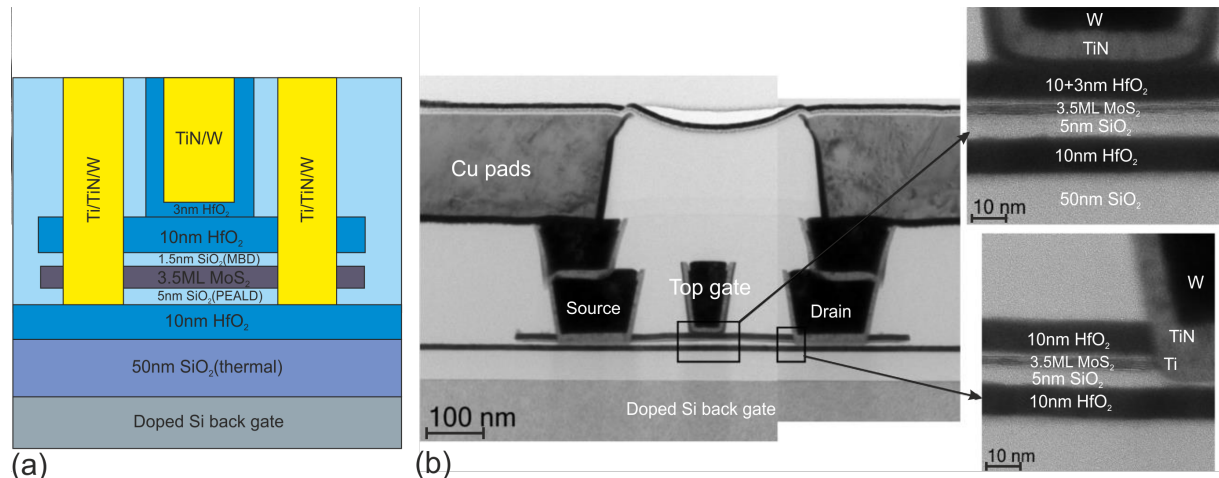 Ti/TiN/W
TiN/W
Ti/TiN/W
3nm HfO₂
10nm HfO₂
1.5nm SiO₂(MBD)
3.5ML MoS₂
5nm SiO₂(PEALD)
10nm HfO₂
50nm SiO₂(thermal)
Doped Si back gate
(a)
Cu pads
Source
Top gate
Drain
Doped Si back gate
100 nm
(b)
W
TiN
10+3nm HfO₂
3.5ML MoS₂
5nm SiO₂
10nm HfO₂
50nm SiO₂
10 nm
W
TiN
Ti
10nm HfO₂
3.5ML MoS₂
5nm SiO₂
10nm HfO₂
10 nm